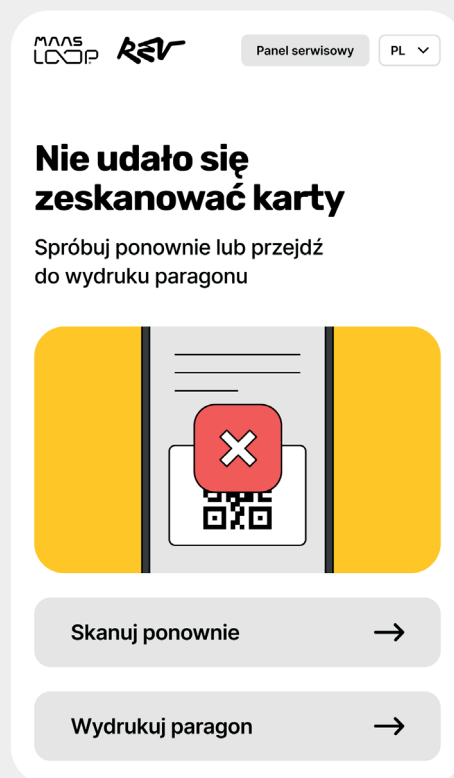 MAAS
LOOP
REV
Panel serwisowy
PL
Nie udało się
zeskanować karty
Spróbuj ponownie lub przejdź
do wydruku paragonu
Skanuj ponownie
Wydrukuj paragon